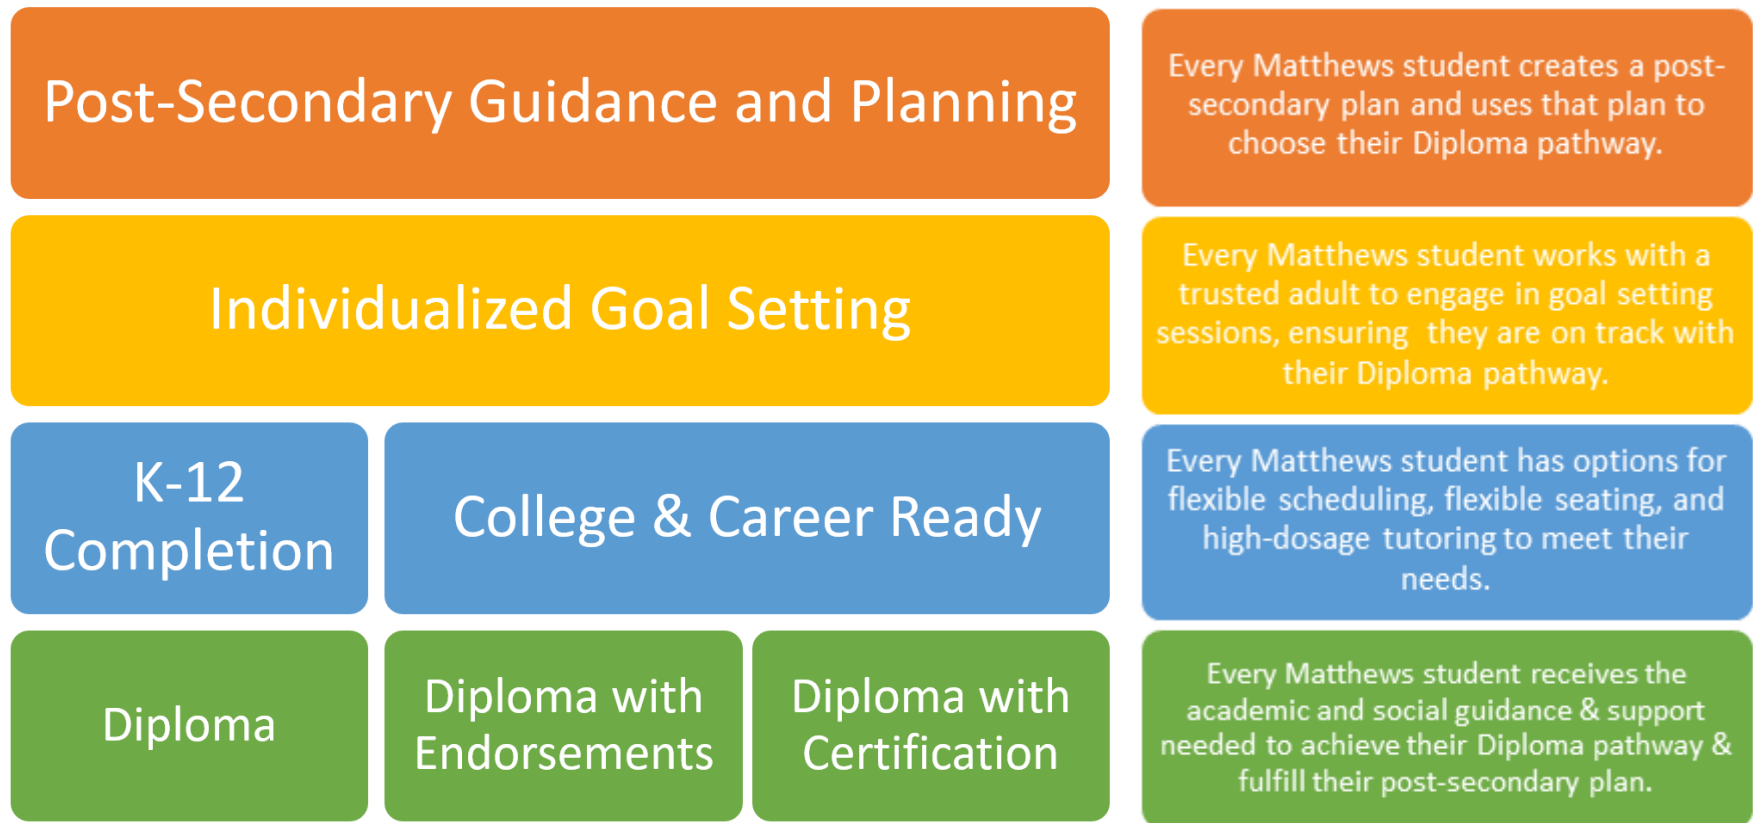 Post-Secondary Guidance and Planning
Every Matthews student creates a post-
secondary plan and uses that plan to
choose their Diploma pathway.
Individualized Goal Setting
Every Matthews student works with a
trusted adult to engage in goal setting
sessions, ensuring they are on track with
their Diploma pathway.
K-12
Completion
College & Career Ready
Every Matthews student has options for
flexible scheduling, flexible seating, and
high-dosage tutoring to meet their
needs.
Diploma
Diploma with
Endorsements
Diploma with
Certification
Every Matthews student receives the
academic and social guidance & support
needed to achieve their Diploma pathway &
fulfill their post-secondary plan.